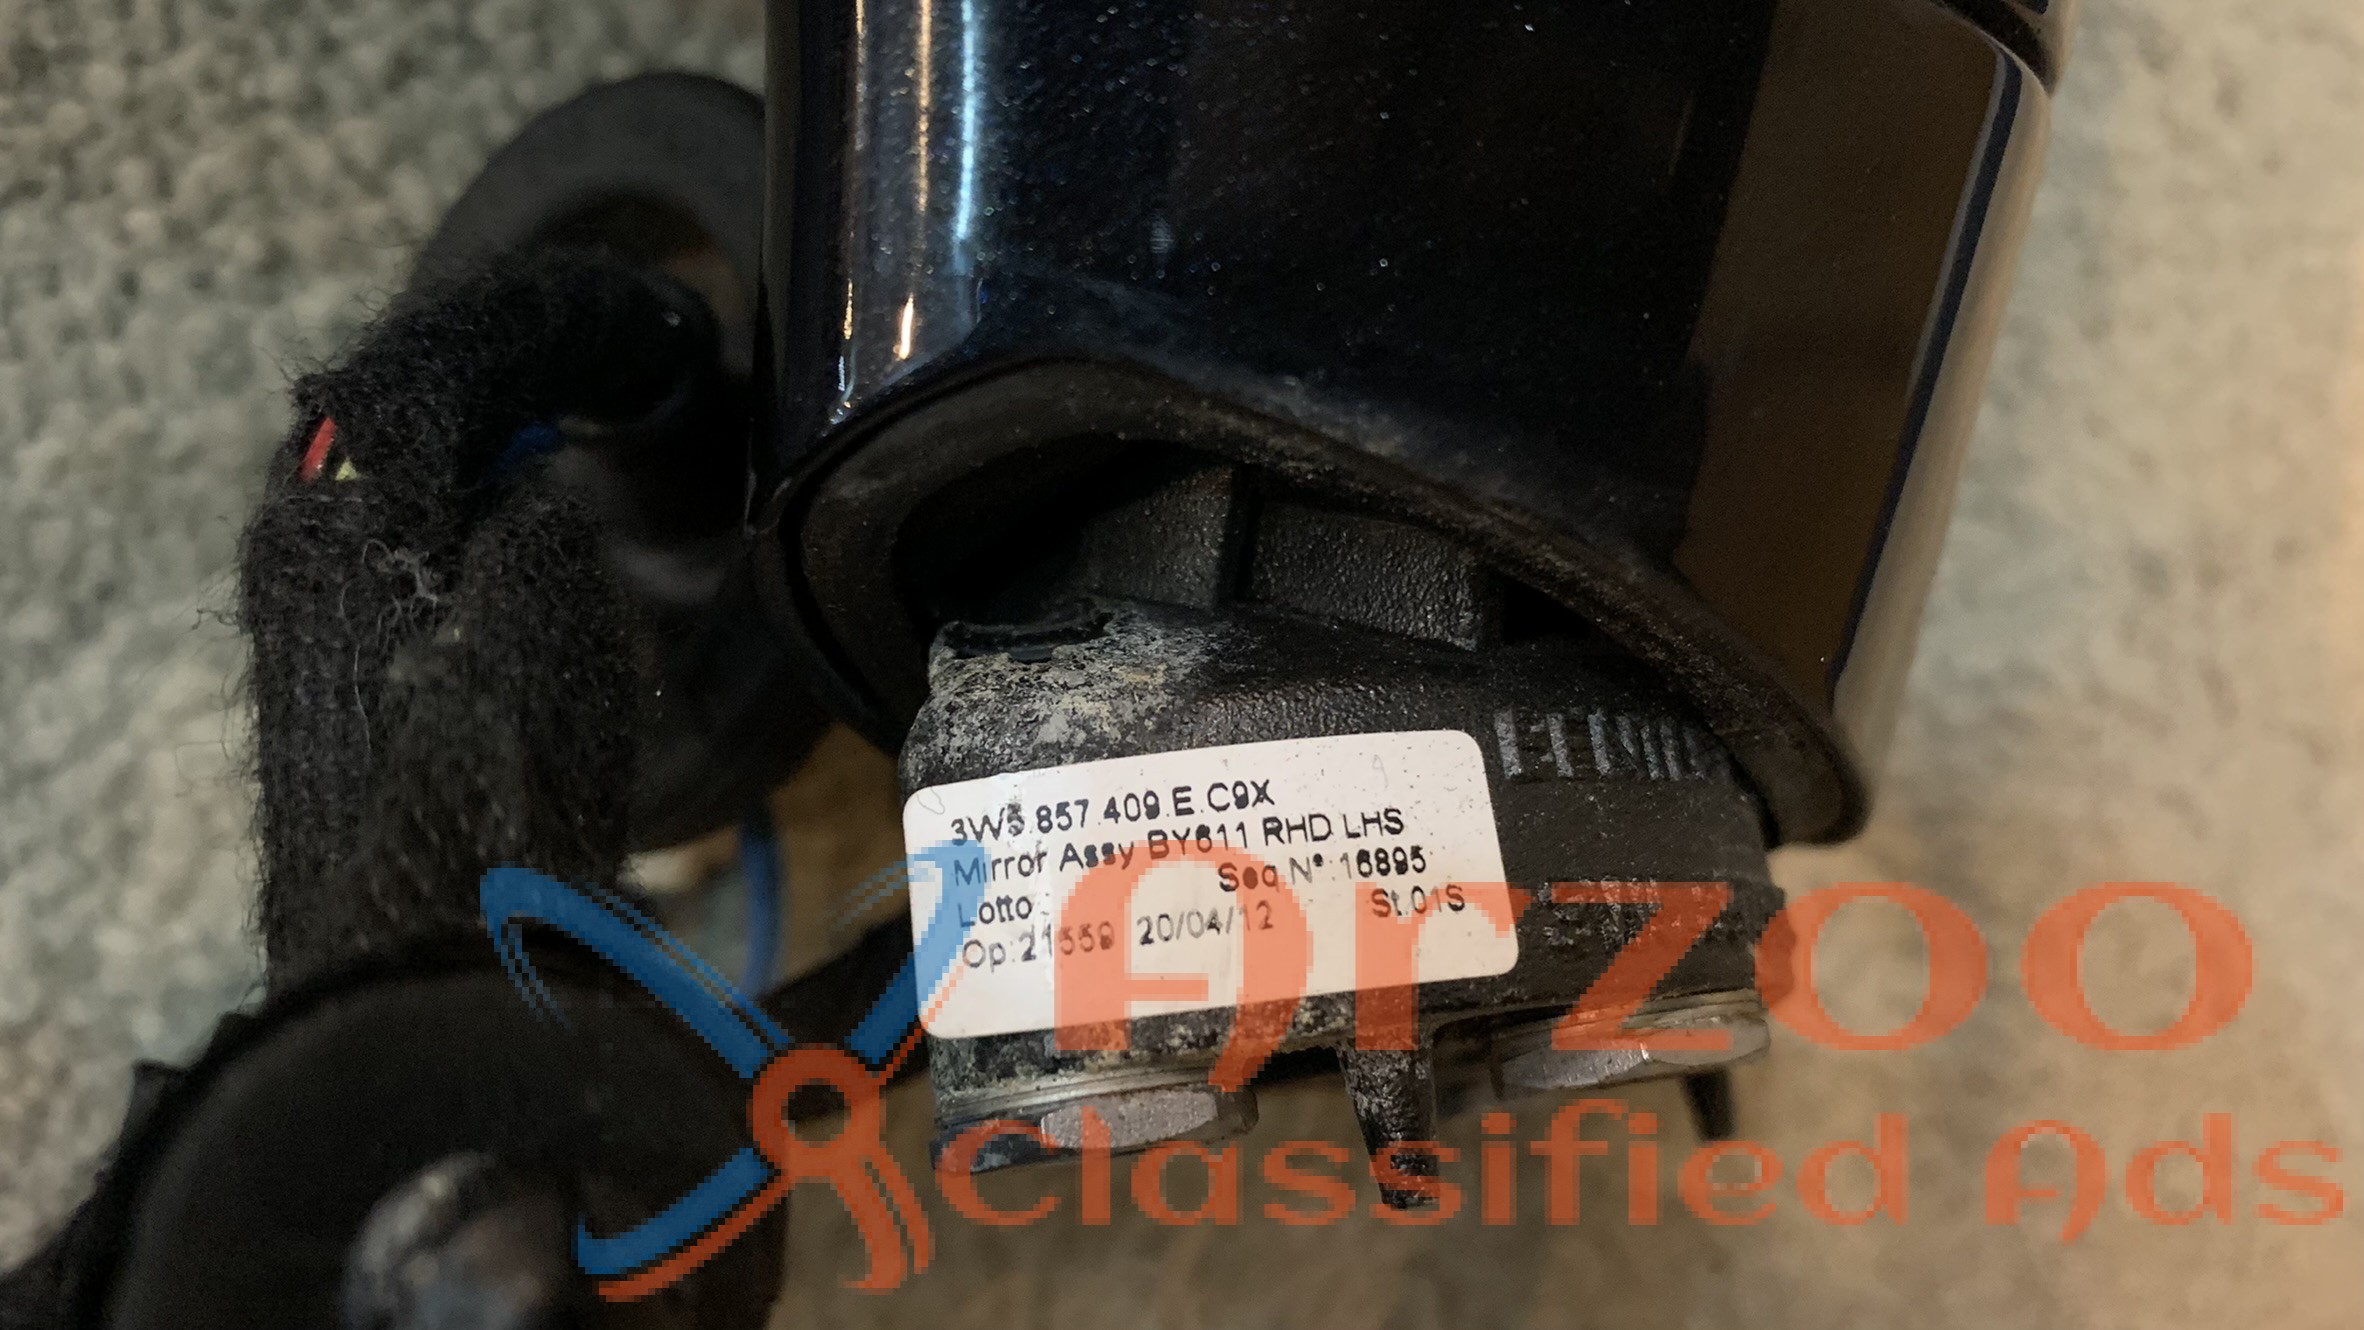 3W5.857.409.E.C9X
Mirror Assy BY611 RHD LHS
Seq.N°:16895
Lotto :
St.01S
Op:21559 20/04/12
Arzoo
Classified Ads